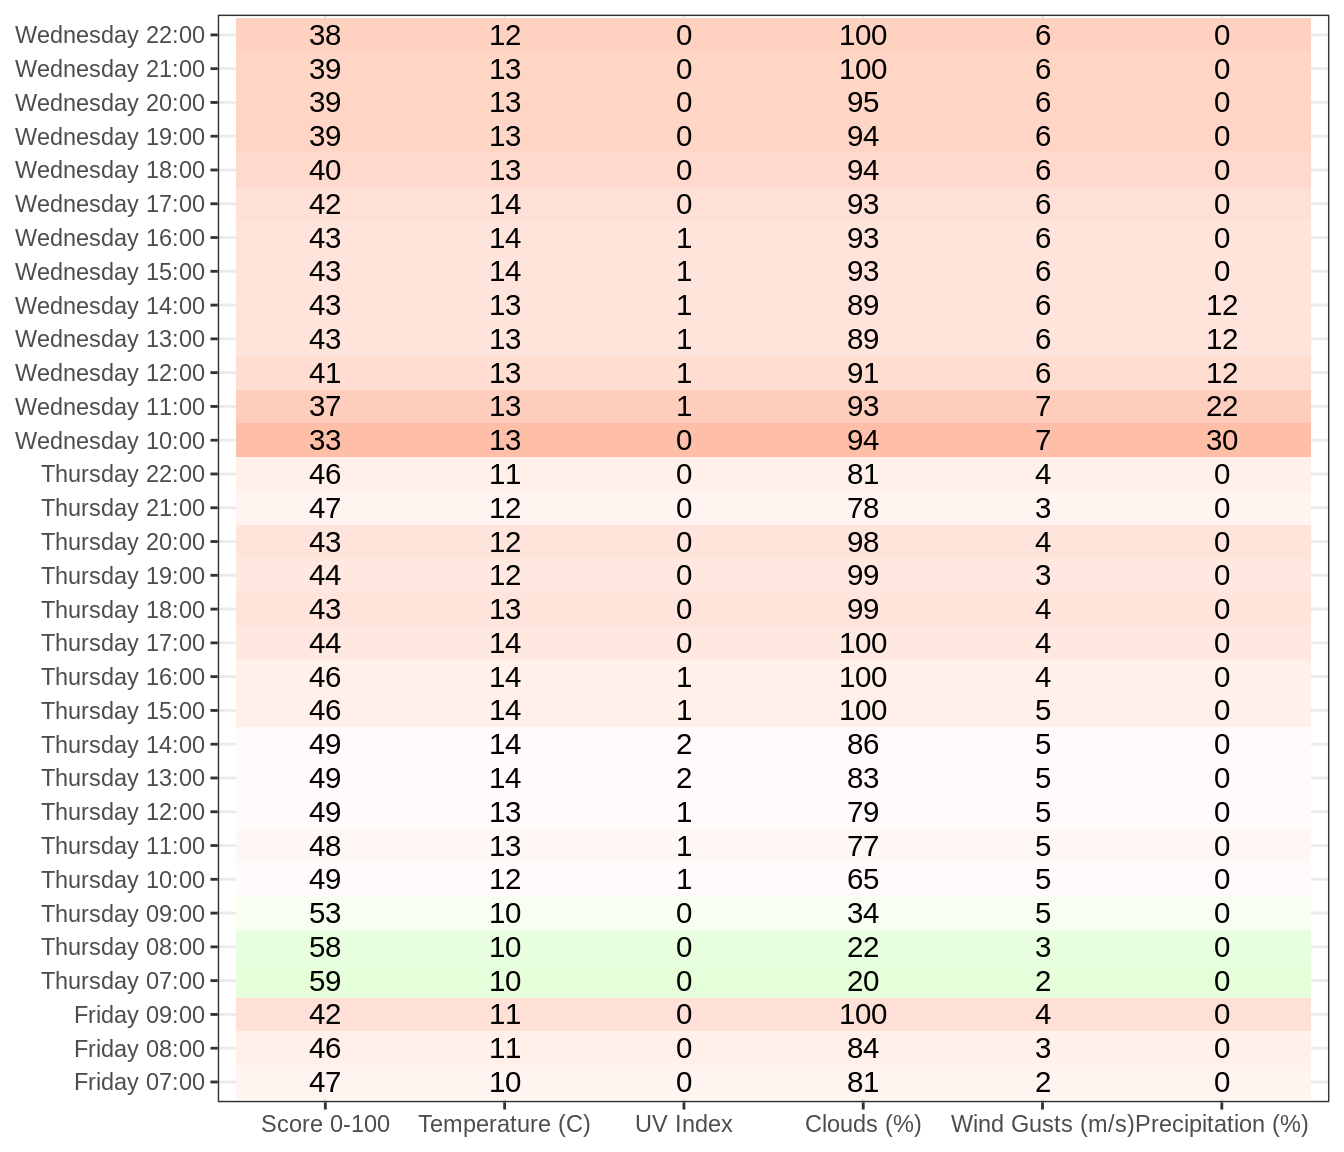 Wednesday 22:00 38 12 0 100 6 0
Wednesday 21:00 39 13 0 100 6 0
Wednesday 20:00 39 13 0 95 6 0
Wednesday 19:00 39 13 0 94 6 0
Wednesday 18:00 40 13 0 94 6 0
Wednesday 17:00 42 14 0 93 6 0
Wednesday 16:00 43 14 1 93 6 0
Wednesday 15:00 43 14 1 93 6 0
Wednesday 14:00 43 13 1 89 6 12
Wednesday 13:00 43 13 1 89 6 12
Wednesday 12:00 41 13 1 91 6 12
Wednesday 11:00 37 13 1 93 7 22
Wednesday 10:00 33 13 0 94 7 30
Thursday 22:00 46 11 0 81 4 0
Thursday 21:00 47 12 0 78 3 0
Thursday 20:00 43 12 0 98 4 0
Thursday 19:00 44 12 0 99 3 0
Thursday 18:00 43 13 0 99 4 0
Thursday 17:00 44 14 0 100 4 0
Thursday 16:00 46 14 1 100 4 0
Thursday 15:00 46 14 1 100 5 0
Thursday 14:00 49 14 2 86 5 0
Thursday 13:00 49 14 2 83 5 0
Thursday 12:00 49 13 1 79 5 0
Thursday 11:00 48 13 1 77 5 0
Thursday 10:00 49 12 1 65 5 0
Thursday 09:00 53 10 0 34 5 0
Thursday 08:00 58 10 0 22 3 0
Thursday 07:00 59 10 0 20 2 0
Friday 09:00 42 11 0 100 4 0
Friday 08:00 46 11 0 84 3 0
Friday 07:00 47 10 0 81 2 0
Score 0-100 Temperature (C) UV Index Clouds (%) Wind Gusts (m/s) Precipitation (%)